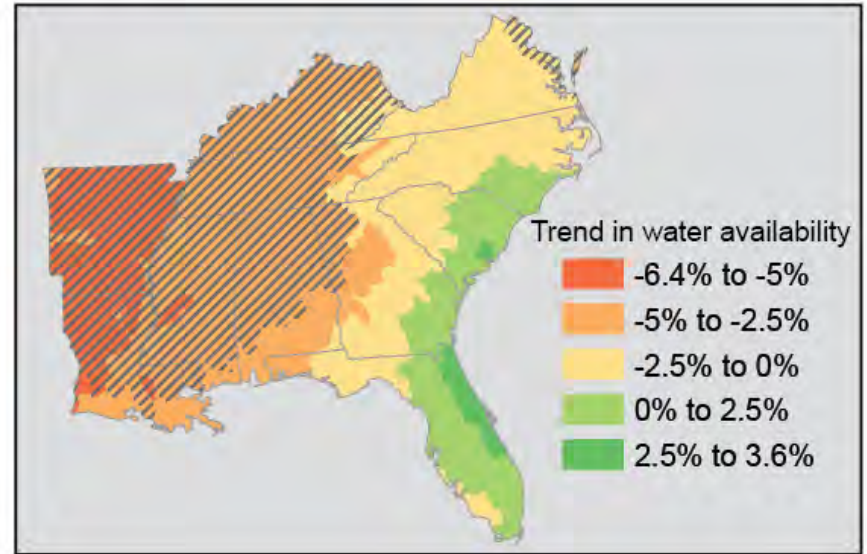 Trend in water availability
-6.4% to -5%
-5% to -2.5%
-2.5% to 0%
0% to 2.5%
2.5% to 3.6%